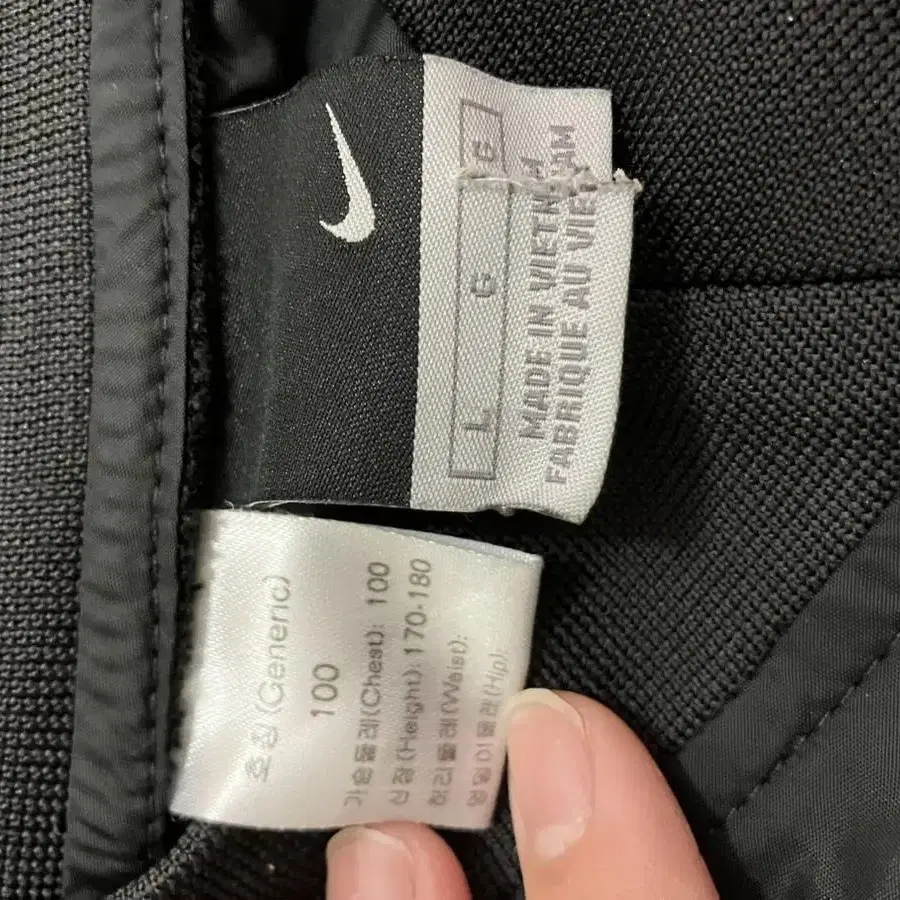 L G G
MADE IN VIETNAM
FABRIQUE AU VIETNAM
호칭 (Generic)
100
가슴둘레(Chest): 100
신장(Height): 170-180
허리둘레(Waist):
엉덩이둘레(Hip):